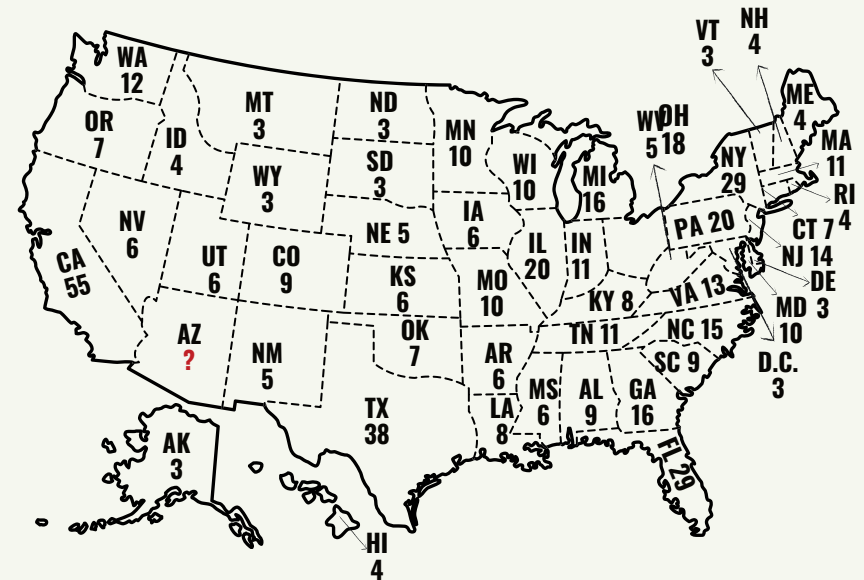 VT
3
NH
4
WA
12
OR
7
ID
4
MT
3
ND
3
MN
10
WI
10
MI
16
WV
5
OH
18
NY
29
ME
4
MA
11
RI
4
CT 7
NJ 14
DE
3
MD
10
D.C.
3
PA 20
VA 13
SD
3
WY
3
NE 5
IA
6
IL
20
IN
11
KY 8
NV
6
UT
6
CO
9
KS
6
MO
10
TN 11
NC 15
SC 9
CA
55
AZ
?
NM
5
OK
7
AR
6
MS
6
AL
9
GA
16
LA
8
TX
38
FL 29
AK
3
HI
4